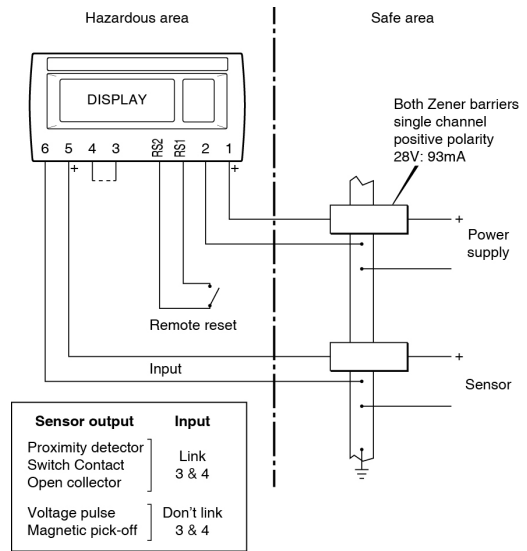 Hazardous area
Safe area
DISPLAY
6 5 4 3 RS2 RS1 2 1
+ +
Both Zener barriers
single channel
positive polarity
28V: 93mA
+
Power
supply
Remote reset
Input
+
Sensor
Sensor output Input
Proximity detector
Switch Contact
Open collector
Link
3 & 4
Voltage pulse
Magnetic pick-off
Don't link
3 & 4